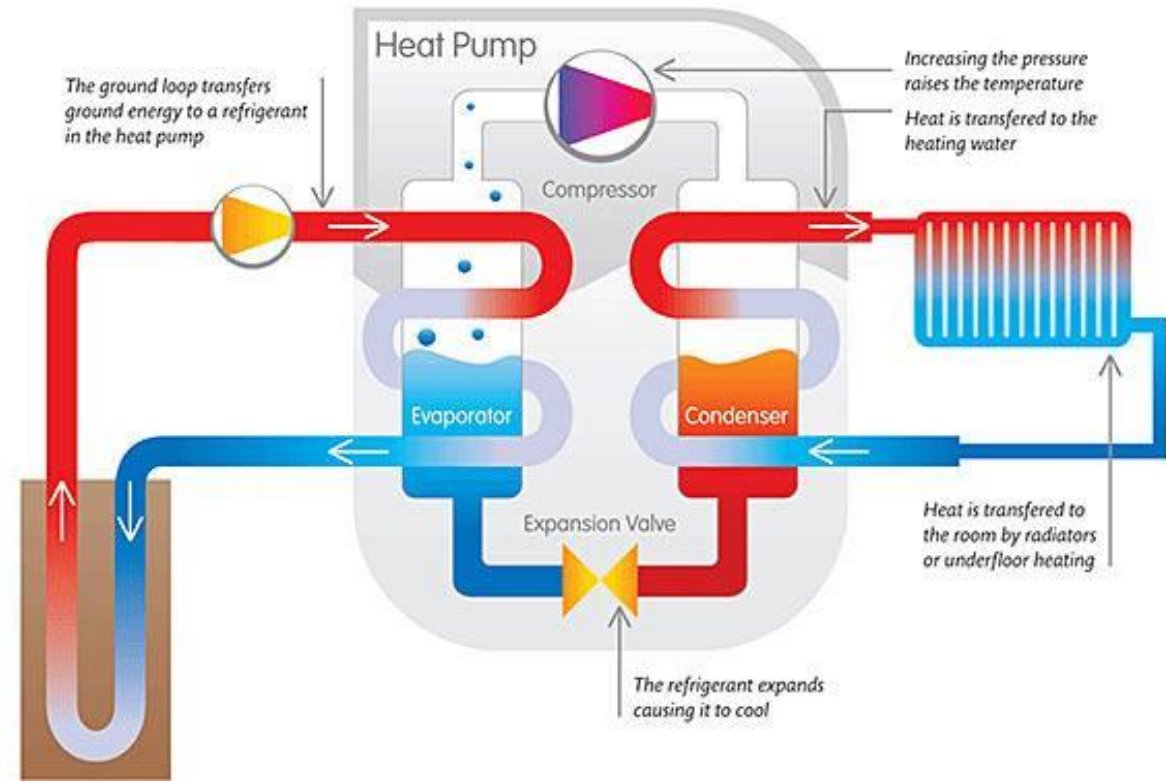 Heat Pump
The ground loop transfers
ground energy to a refrigerant
in the heat pump
Increasing the pressure
raises the temperature
Heat is transfered to the
heating water
Compressor
Evaporator
Condenser
Expansion Valve
Heat is transfered to
the room by radiators
or underfloor heating
The refrigerant expands
causing it to cool